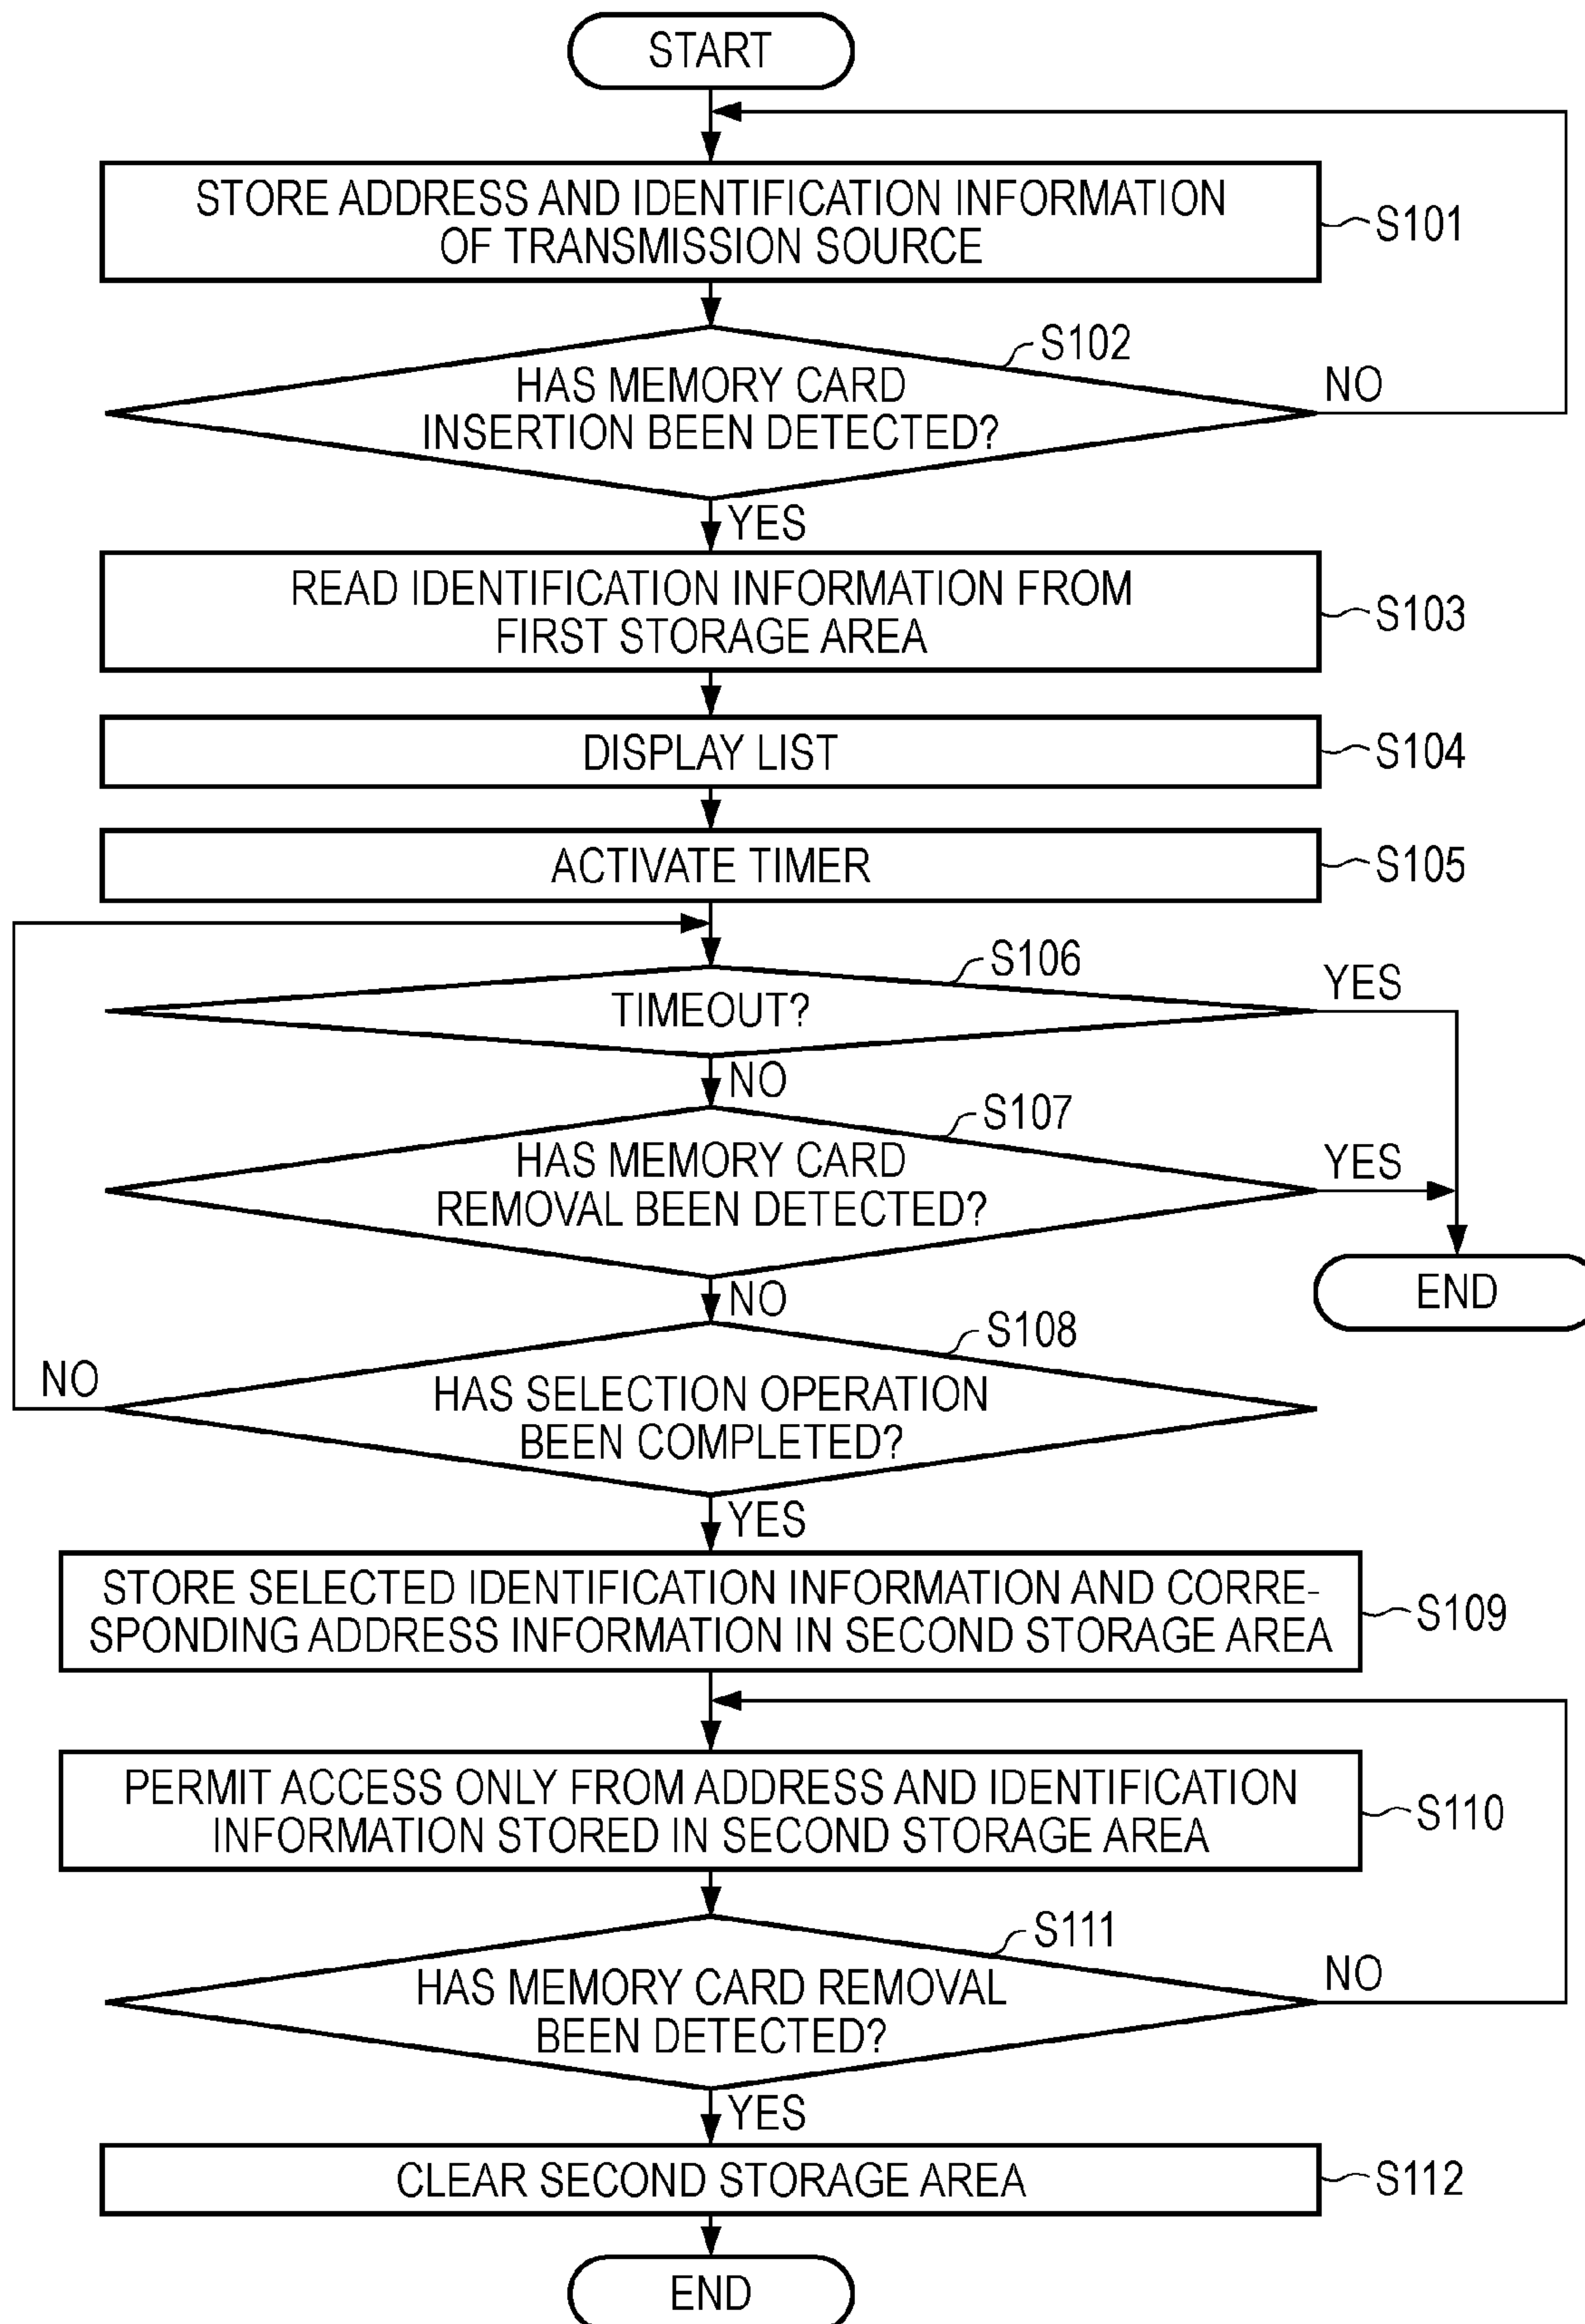 START
STORE ADDRESS AND IDENTIFICATION INFORMATION
OF TRANSMISSION SOURCE
S101
S102
HAS MEMORY CARD
INSERTION BEEN DETECTED?
NO
YES
READ IDENTIFICATION INFORMATION FROM
FIRST STORAGE AREA
S103
DISPLAY LIST
S104
ACTIVATE TIMER
S105
S106
TIMEOUT?
YES
NO
S107
HAS MEMORY CARD
REMOVAL BEEN DETECTED?
YES
END
NO
S108
NO
HAS SELECTION OPERATION
BEEN COMPLETED?
YES
STORE SELECTED IDENTIFICATION INFORMATION AND CORRE-
SPONDING ADDRESS INFORMATION IN SECOND STORAGE AREA
S109
PERMIT ACCESS ONLY FROM ADDRESS AND IDENTIFICATION
INFORMATION STORED IN SECOND STORAGE AREA
S110
S111
HAS MEMORY CARD REMOVAL
BEEN DETECTED?
NO
YES
CLEAR SECOND STORAGE AREA
S112
END